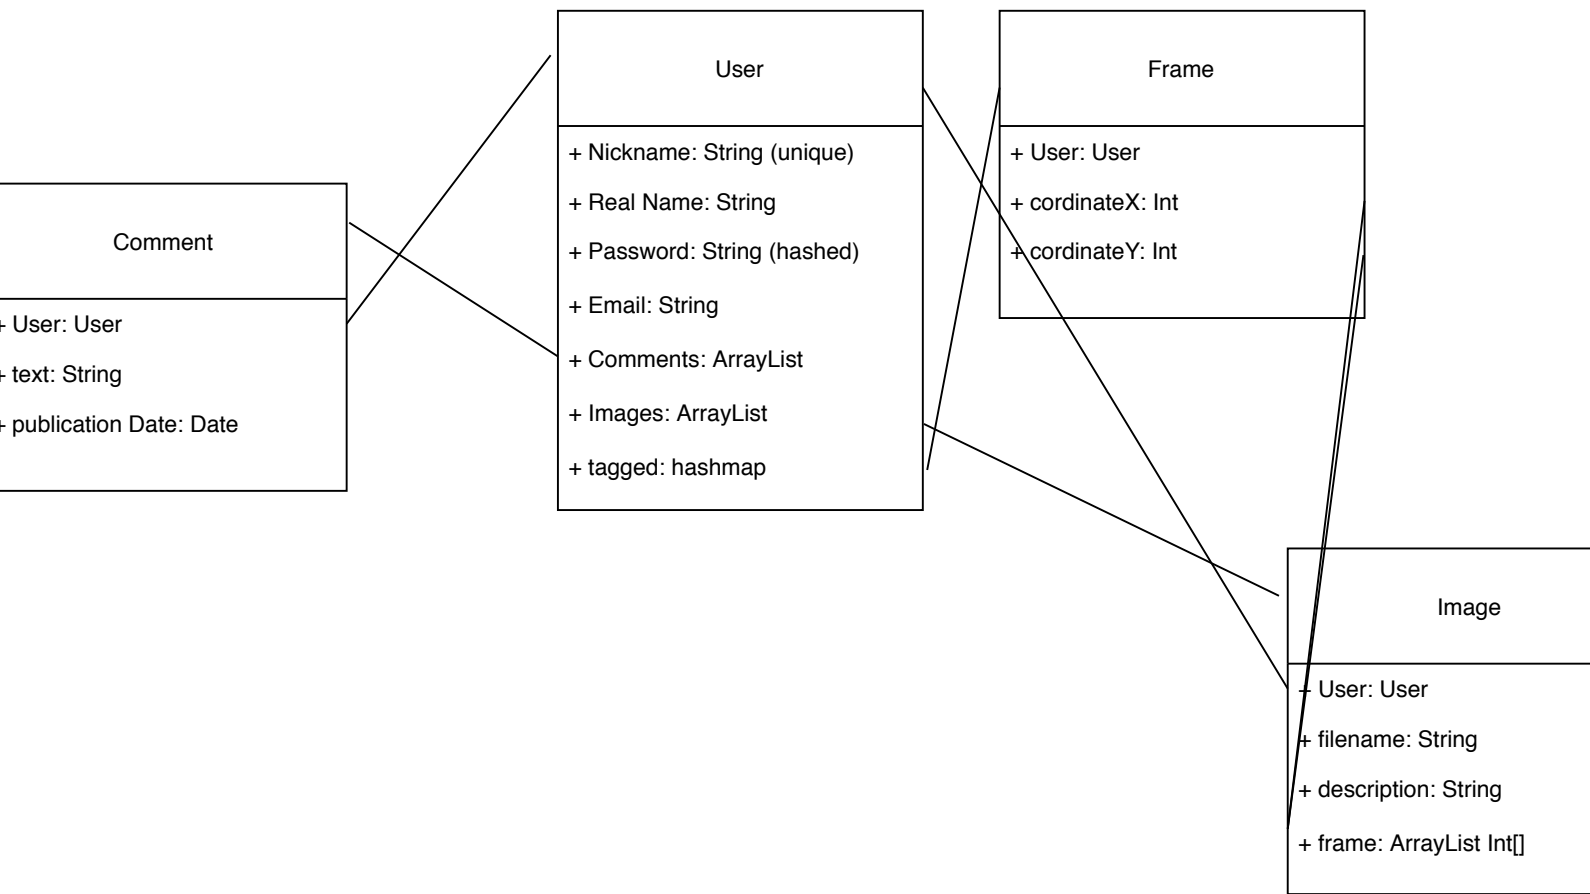 User
+ Nickname: String (unique)
+ Real Name: String
+ Password: String (hashed)
+ Email: String
+ Comments: ArrayList
+ Images: ArrayList
+ tagged: hashmap
Frame
+ User: User
+ cordinateX: Int
+ cordinateY: Int
Comment
+ User: User
+ text: String
+ publication Date: Date
Image
+ User: User
+ filename: String
+ description: String
+ frame: ArrayList Int[]